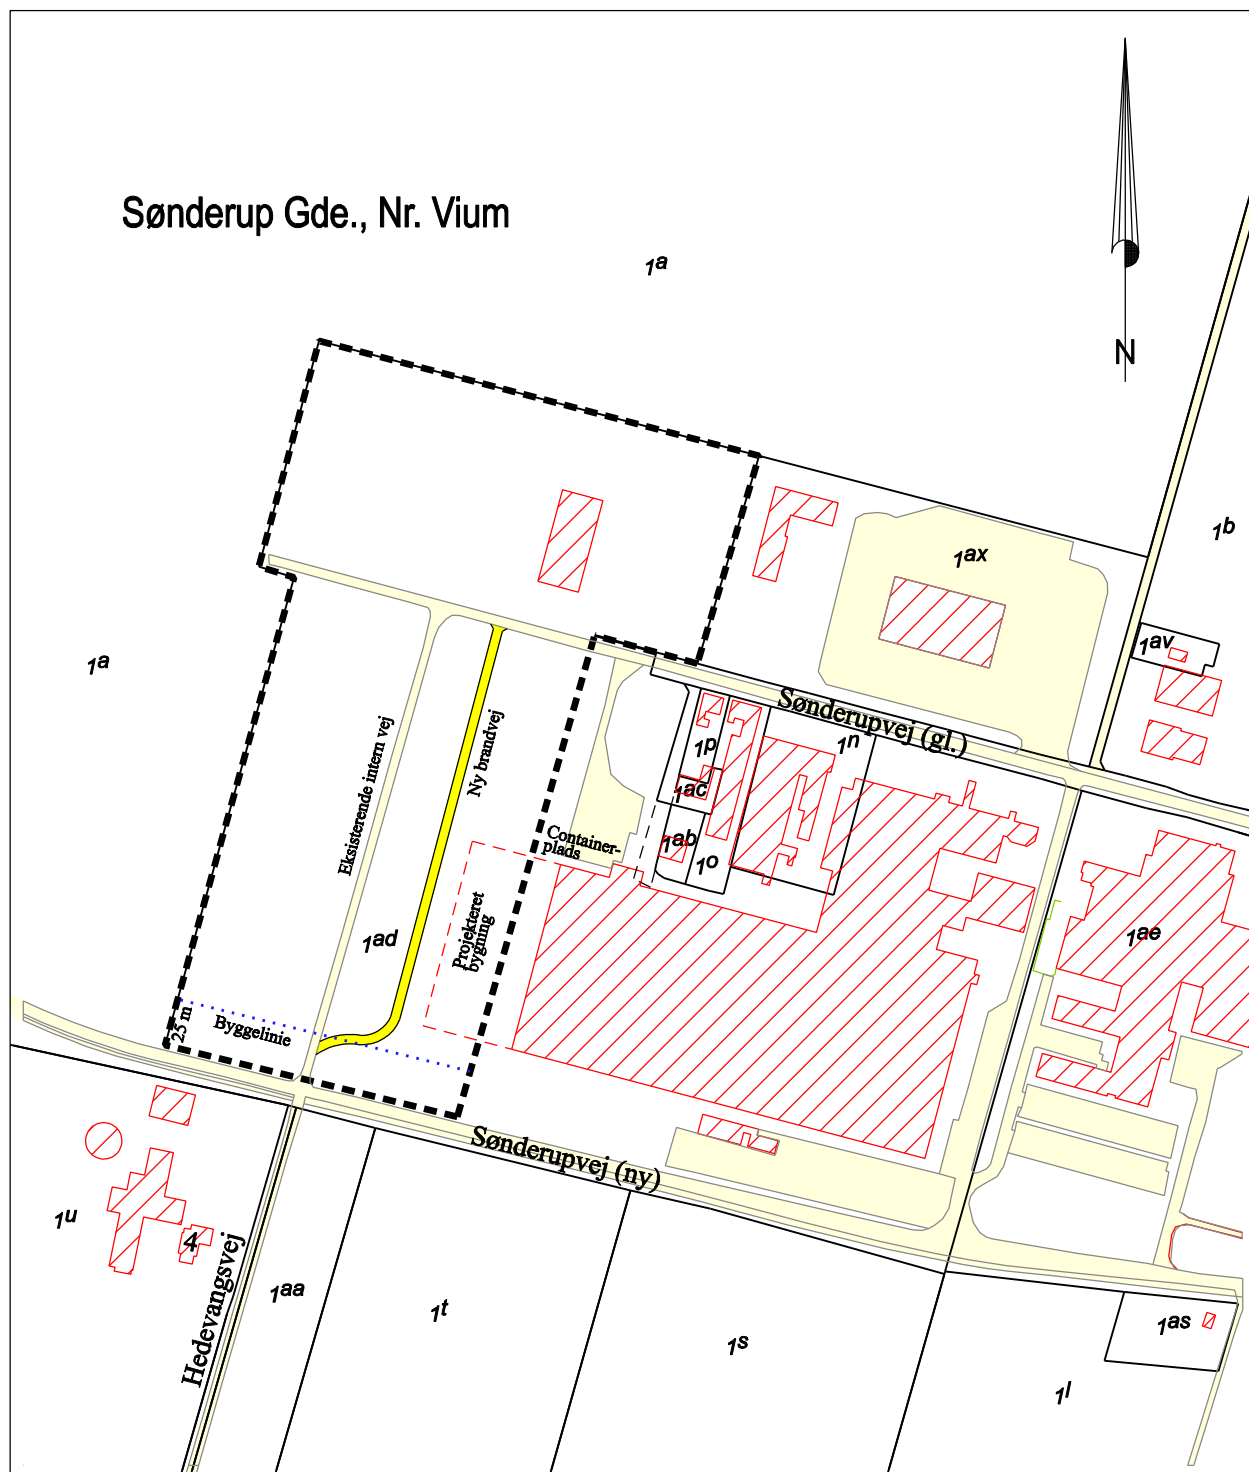 Sønderup Gde., Nr. Vium
1a
N
1b
1ax
1av
1a
Sønderupvej (gl.)
Eksisterende intern vej
Ny brandvej
1p
1n
1ac
1ab
1o
Container-
plads
Projekteret
bygning
1ad
1ae
25 m
Byggelinie
Sønderupvej (ny)
1u
4
Hedevangsvej
1aa
1t
1s
1as
1l